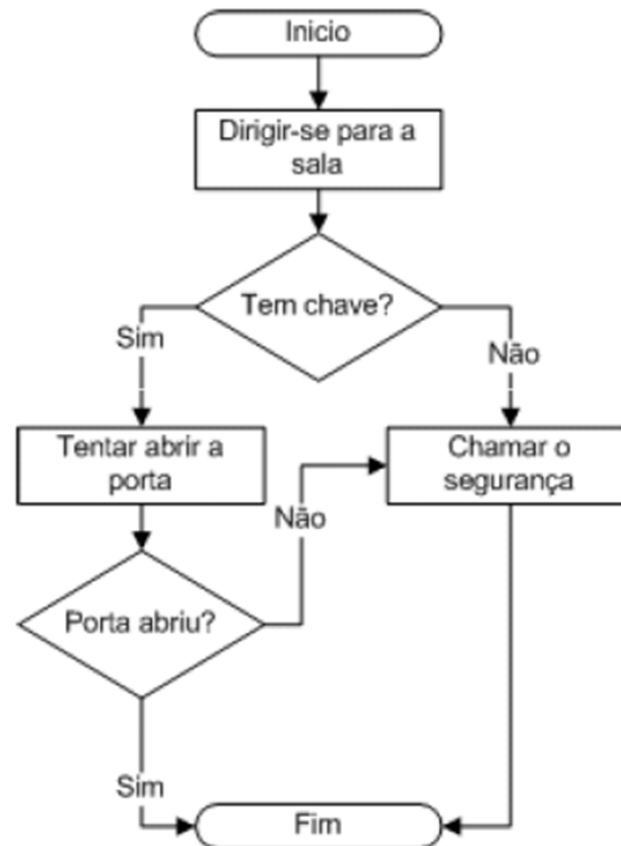 Inicio
Dirigir-se para a
sala
Tem chave?
Sim
Não
Tentar abrir a
porta
Chamar o
segurança
Não
Porta abriu?
Sim
Fim